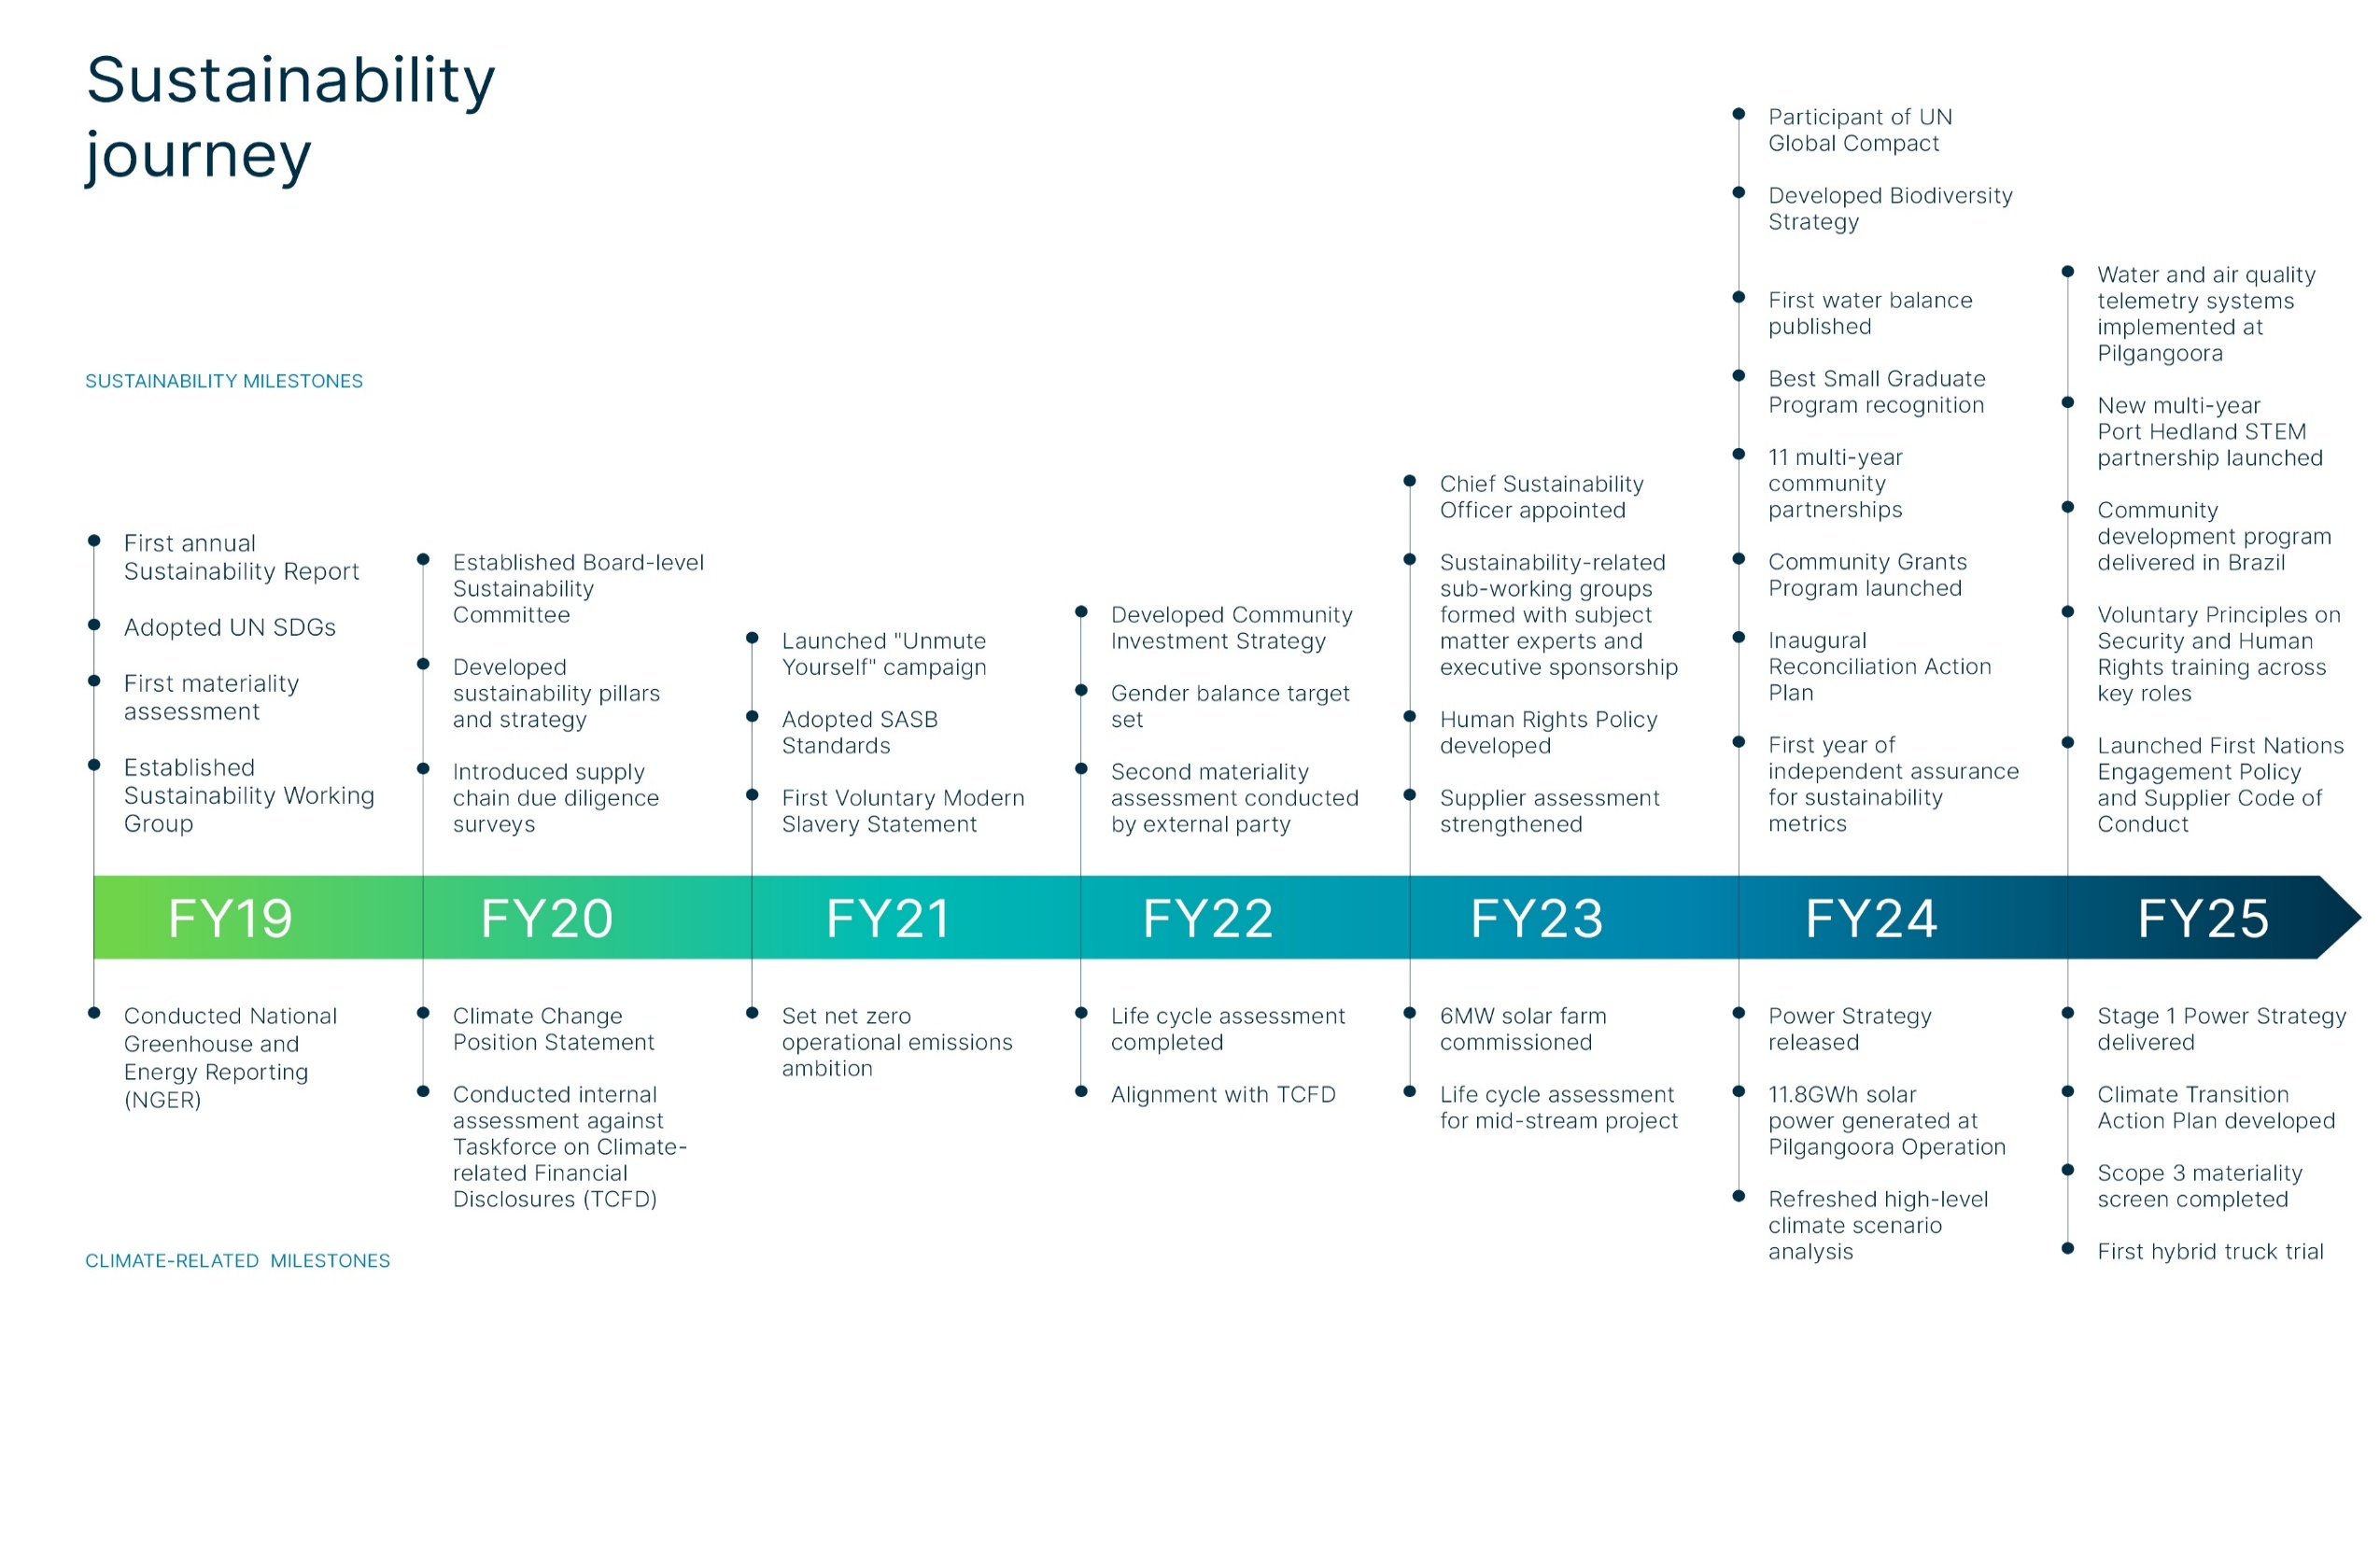 Sustainability
journey
SUSTAINABILITY MILESTONES
First annual
Sustainability Report
Adopted UN SDGs
First materiality
assessment
Established
Sustainability Working
Group
Established Board-level
Sustainability
Committee
Developed
sustainability pillars
and strategy
Introduced supply
chain due diligence
surveys
Launched "Unmute
Yourself" campaign
Adopted SASB
Standards
First Voluntary Modern
Slavery Statement
Developed Community
Investment Strategy
Gender balance target
set
Second materiality
assessment conducted
by external party
Chief Sustainability
Officer appointed
Sustainability-related
sub-working groups
formed with subject
matter experts and
executive sponsorship
Human Rights Policy
developed
Supplier assessment
strengthened
Participant of UN
Global Compact
Developed Biodiversity
Strategy
First water balance
published
Best Small Graduate
Program recognition
11 multi-year
community
partnerships
Community Grants
Program launched
Inaugural
Reconciliation Action
Plan
First year of
independent assurance
for sustainability
metrics
Water and air quality
telemetry systems
implemented at
Pilgangoora
New multi-year
Port Hedland STEM
partnership launched
Community
development program
delivered in Brazil
Voluntary Principles on
Security and Human
Rights training across
key roles
Launched First Nations
Engagement Policy
and Supplier Code of
Conduct
FY19
FY20
FY21
FY22
FY23
FY24
FY25
Conducted National
Greenhouse and
Energy Reporting
(NGER)
Climate Change
Position Statement
Conducted internal
assessment against
Taskforce on Climate-
related Financial
Disclosures (TCFD)
Set net zero
operational emissions
ambition
Life cycle assessment
completed
Alignment with TCFD
6MW solar farm
commissioned
Life cycle assessment
for mid-stream project
Power Strategy
released
11.8GWh solar
power generated at
Pilgangoora Operation
Refreshed high-level
climate scenario
analysis
Stage 1 Power Strategy
delivered
Climate Transition
Action Plan developed
Scope 3 materiality
screen completed
First hybrid truck trial
CLIMATE-RELATED MILESTONES